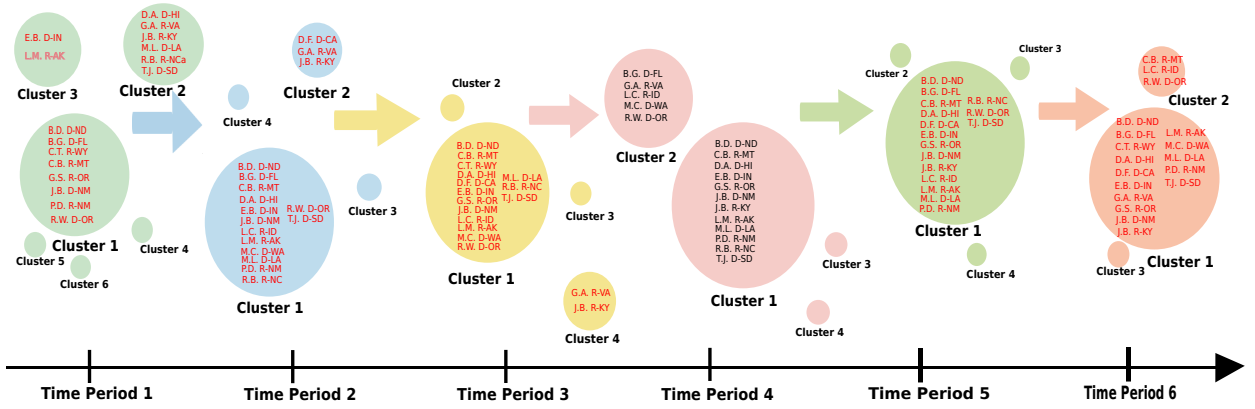 E.B. D-IN
L.M. R-AK
Cluster 3
D.A. D-HI
G.A. R-VA
J.B. R-KY
M.L. D-LA
R.B. R-NCa
T.J. D-SD
Cluster 2
B.D. D-ND
B.G. D-FL
C.T. R-WY
C.B. R-MT
G.S. R-OR
J.B. D-NM
P.D. R-NM
R.W. D-OR
Cluster 1
Cluster 4
Cluster 5
Cluster 6
D.F. D-CA
G.A. R-VA
J.B. R-KY
Cluster 2
Cluster 4
B.D. D-ND
B.G. D-FL
C.B. R-MT
D.A. D-HI
E.B. D-IN
J.B. D-NM
L.C. R-ID
L.M. R-AK
M.C. D-WA
M.L. D-LA
P.D. R-NM
R.B. R-NC
R.W. D-OR
T.J. D-SD
Cluster 3
Cluster 1
Cluster 2
B.D. D-ND
C.B. R-MT
C.T. R-WY
D.A. D-HI
D.F. D-CA
E.B. D-IN
G.S. R-OR
J.B. D-NM
L.C. R-ID
L.M. R-AK
M.C. D-WA
R.W. D-OR
M.L. D-LA
R.B. R-NC
T.J. D-SD
Cluster 3
Cluster 1
G.A. R-VA
J.B. R-KY
Cluster 4
B.G. D-FL
G.A. R-VA
L.C. R-ID
M.C. D-WA
R.W. D-OR
Cluster 2
B.D. D-ND
C.B. R-MT
D.A. D-HI
E.B. D-IN
G.S. R-OR
J.B. D-NM
J.B. R-KY
L.M. R-AK
M.L. D-LA
P.D. R-NM
R.B. R-NC
T.J. D-SD
Cluster 3
Cluster 1
Cluster 4
Cluster 3
Cluster 2
B.D. D-ND
B.G. D-FL
C.B. R-MT
D.A. D-HI
D.F. D-CA
E.B. D-IN
G.S. R-OR
J.B. D-NM
J.B. R-KY
L.C. R-ID
L.M. R-AK
M.L. D-LA
P.D. R-NM
R.B. R-NC
R.W. D-OR
T.J. D-SD
Cluster 1
Cluster 4
C.B. R-MT
L.C. R-ID
R.W. D-OR
Cluster 2
B.D. D-ND
B.G. D-FL
C.T. R-WY
D.A. D-HI
D.F. D-CA
E.B. D-IN
G.A. R-VA
G.S. R-OR
J.B. D-NM
J.B. R-KY
L.M. R-AK
M.C. D-WA
M.L. D-LA
P.D. R-NM
T.J. D-SD
Cluster 3
Cluster 1
Time Period 1
Time Period 2
Time Period 3
Time Period 4
Time Period 5
Time Period 6